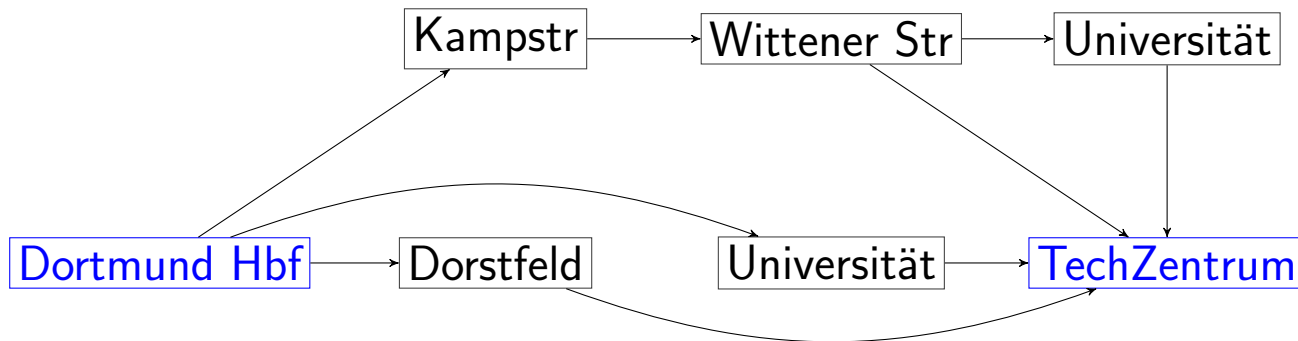 Kampstr
Wittener Str
Universität
Dortmund Hbf
Dorstfeld
Universität
TechZentrum